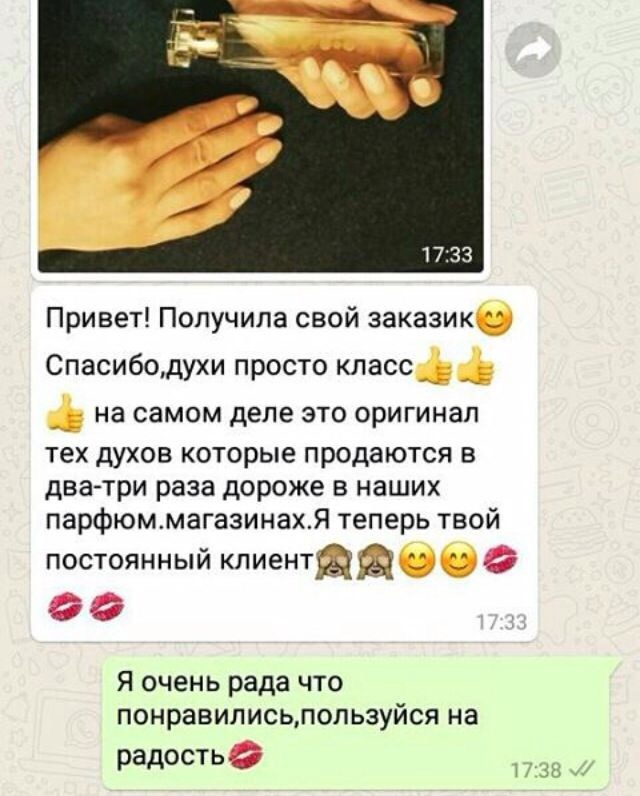 17:33
Привет! Получила свой заказик😊
Спасибо,духи просто класс👍👍
👍 на самом деле это оригинал
тех духов которые продаются в
два-три раза дороже в наших
парфюм.магазинах.Я теперь твой
постоянный клиент🙈🙈😊😊💋
💋💋
17:33
Я очень рада что
понравились,пользуйся на
радость💋
17:38